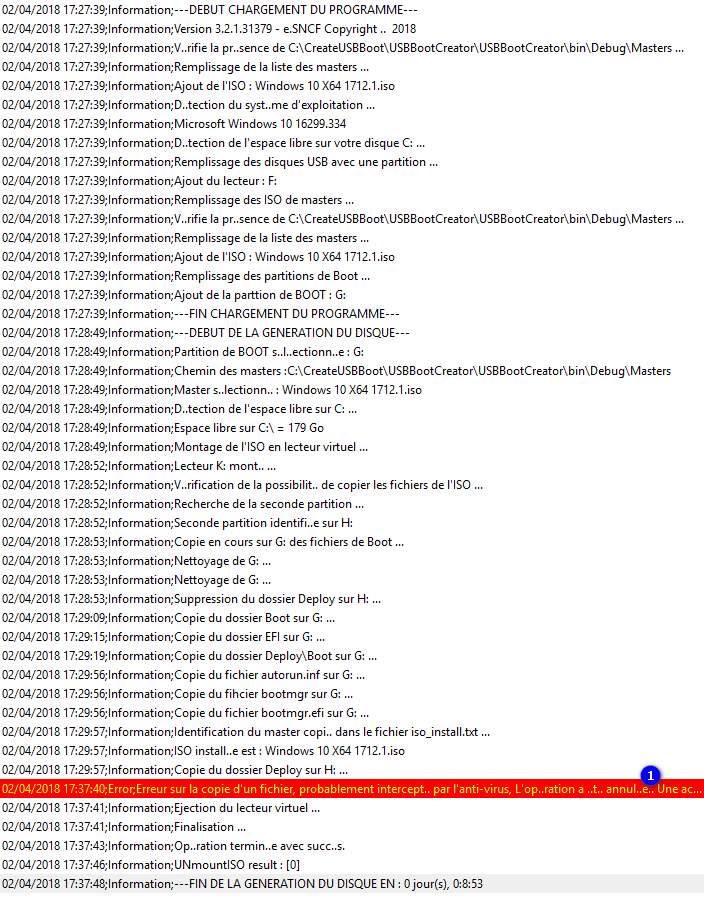 02/04/2018 17:27:39;Information;---DEBUT CHARGEMENT DU PROGRAMME---
02/04/2018 17:27:39;Information;Version 3.2.1.31379 - e.SNCF Copyright ..  2018
02/04/2018 17:27:39;Information;V..rifie la pr..sence de C:\CreateUSBBoot\USBBootCreator\USBBootCreator\bin\Debug\Masters ...
02/04/2018 17:27:39;Information;Remplissage de la liste des masters ...
02/04/2018 17:27:39;Information;Ajout de l'ISO : Windows 10 X64 1712.1.iso
02/04/2018 17:27:39;Information;D..tection du syst..me d'exploitation ...
02/04/2018 17:27:39;Information;Microsoft Windows 10 16299.334
02/04/2018 17:27:39;Information;D..tection de l'espace libre sur votre disque C: ...
02/04/2018 17:27:39;Information;Remplissage des disques USB avec une partition ...
02/04/2018 17:27:39;Information;Ajout du lecteur : F:
02/04/2018 17:27:39;Information;Remplissage des ISO de masters ...
02/04/2018 17:27:39;Information;V..rifie la pr..sence de C:\CreateUSBBoot\USBBootCreator\USBBootCreator\bin\Debug\Masters ...
02/04/2018 17:27:39;Information;Remplissage de la liste des masters ...
02/04/2018 17:27:39;Information;Ajout de l'ISO : Windows 10 X64 1712.1.iso
02/04/2018 17:27:39;Information;Remplissage des partitions de Boot ...
02/04/2018 17:27:39;Information;Ajout de la parttion de BOOT : G:
02/04/2018 17:27:39;Information;---FIN CHARGEMENT DU PROGRAMME---
02/04/2018 17:28:49;Information;---DEBUT DE LA GENERATION DU DISQUE---
02/04/2018 17:28:49;Information;Partition de BOOT s..l..ectionn..e : G:
02/04/2018 17:28:49;Information;Chemin des masters :C:\CreateUSBBoot\USBBootCreator\USBBootCreator\bin\Debug\Masters
02/04/2018 17:28:49;Information;Master s..lectionn.. : Windows 10 X64 1712.1.iso
02/04/2018 17:28:49;Information;D..tection de l'espace libre sur C: ...
02/04/2018 17:28:49;Information;Espace libre sur C:\ = 179 Go
02/04/2018 17:28:49;Information;Montage de l'ISO en lecteur virtuel ...
02/04/2018 17:28:52;Information;Lecteur K: mont.. ...
02/04/2018 17:28:52;Information;V..rification de la possibilit.. de copier les fichiers de l'ISO ...
02/04/2018 17:28:52;Information;Recherche de la seconde partition ...
02/04/2018 17:28:52;Information;Seconde partition identifi..e sur H:
02/04/2018 17:28:53;Information;Copie en cours sur G: des fichiers de Boot ...
02/04/2018 17:28:53;Information;Nettoyage de G: ...
02/04/2018 17:28:53;Information;Nettoyage de G: ...
02/04/2018 17:28:53;Information;Suppression du dossier Deploy sur H: ...
02/04/2018 17:29:09;Information;Copie du dossier Boot sur G: ...
02/04/2018 17:29:15;Information;Copie du dossier EFI sur G: ...
02/04/2018 17:29:19;Information;Copie du dossier Deploy\Boot sur G: ...
02/04/2018 17:29:56;Information;Copie du fichier autorun.inf sur G: ...
02/04/2018 17:29:56;Information;Copie du fihcier bootmgr sur G: ...
02/04/2018 17:29:56;Information;Copie du fichier bootmgr.efi sur G: ...
02/04/2018 17:29:57;Information;Identification du master copi.. dans le fichier iso_install.txt ...
02/04/2018 17:29:57;Information;ISO install..e est : Windows 10 X64 1712.1.iso
02/04/2018 17:29:57;Information;Copie du dossier Deploy sur H: ...
1
02/04/2018 17:37:40;Error;Erreur sur la copie d'un fichier, probablement intercept.. par l'anti-virus, L'op..ration a ..t.. annul..e.. Une ac...
02/04/2018 17:37:41;Information;Ejection du lecteur virtuel ...
02/04/2018 17:37:41;Information;Finalisation ...
02/04/2018 17:37:43;Information;Op..ration termin..e avec succ..s.
02/04/2018 17:37:46;Information;UNmountISO result : [0]
02/04/2018 17:37:48;Information;---FIN DE LA GENERATION DU DISQUE EN : 0 jour(s), 0:8:53